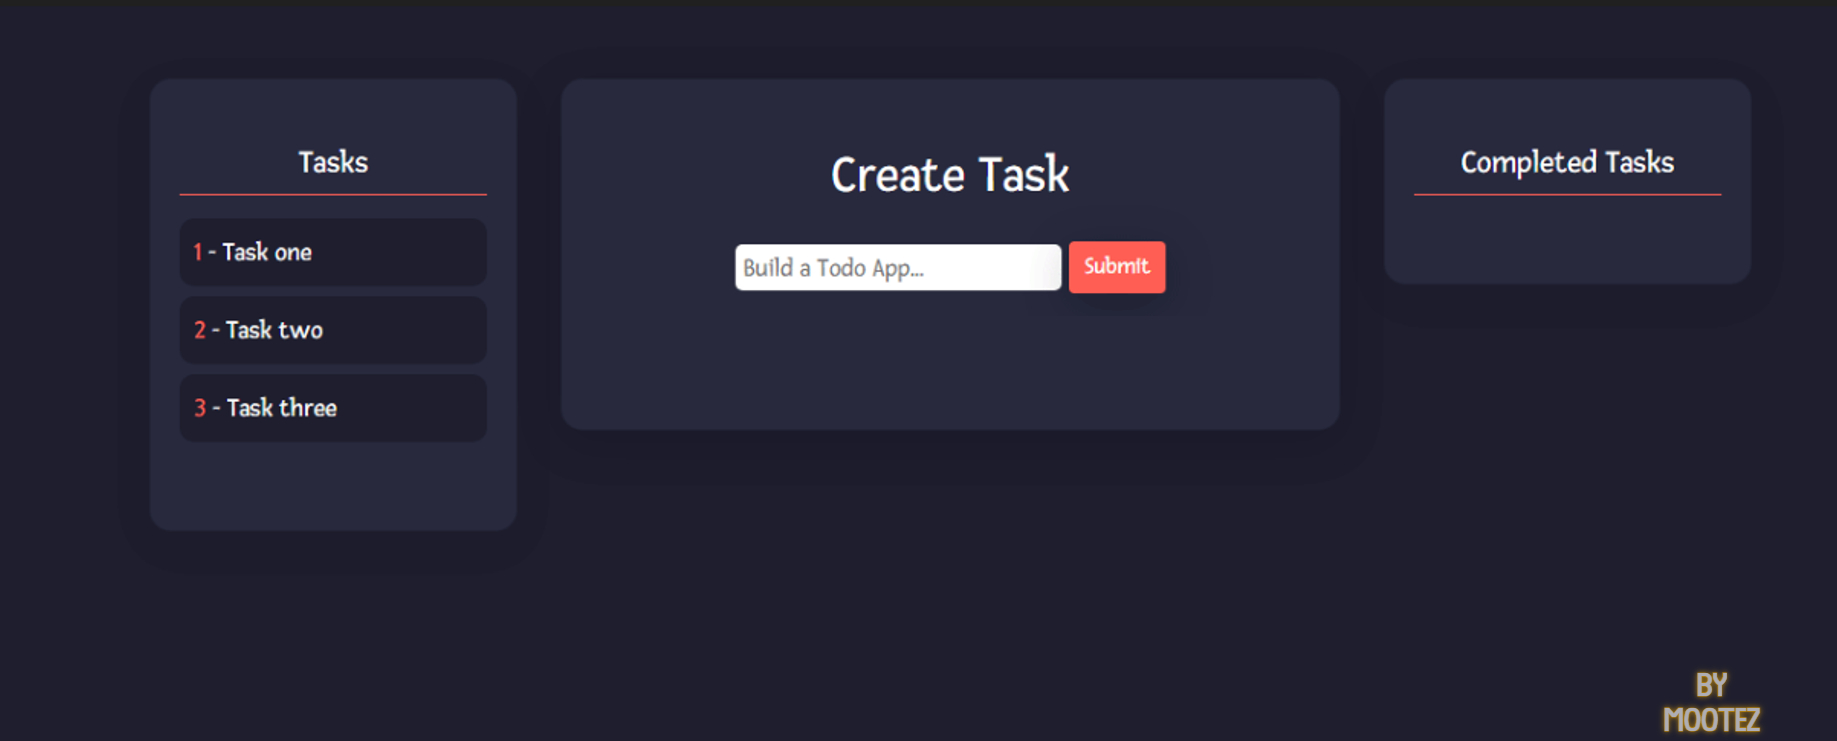 Tasks
1 - Task one
2 - Task two
3 - Task three
Create Task
Build a Todo App...
Submit
Completed Tasks
BY
MOOTEZ